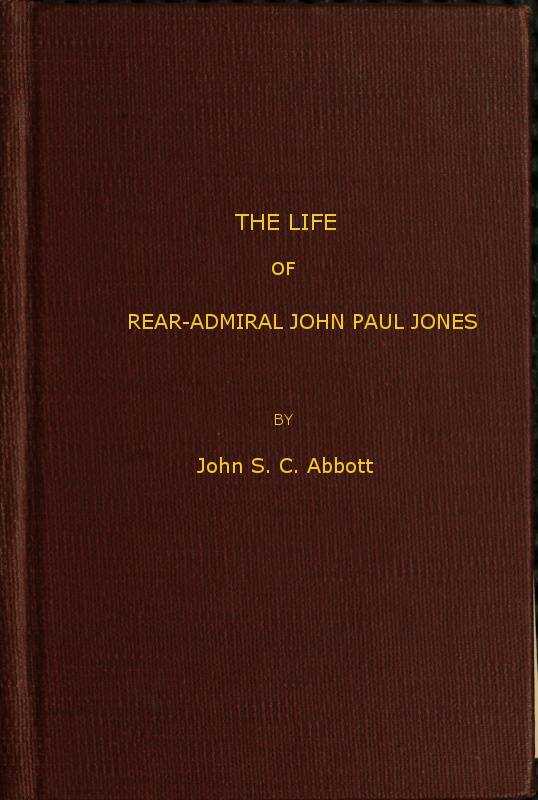 THE LIFE
OF
REAR-ADMIRAL JOHN PAUL JONES
BY
John S. C. Abbott